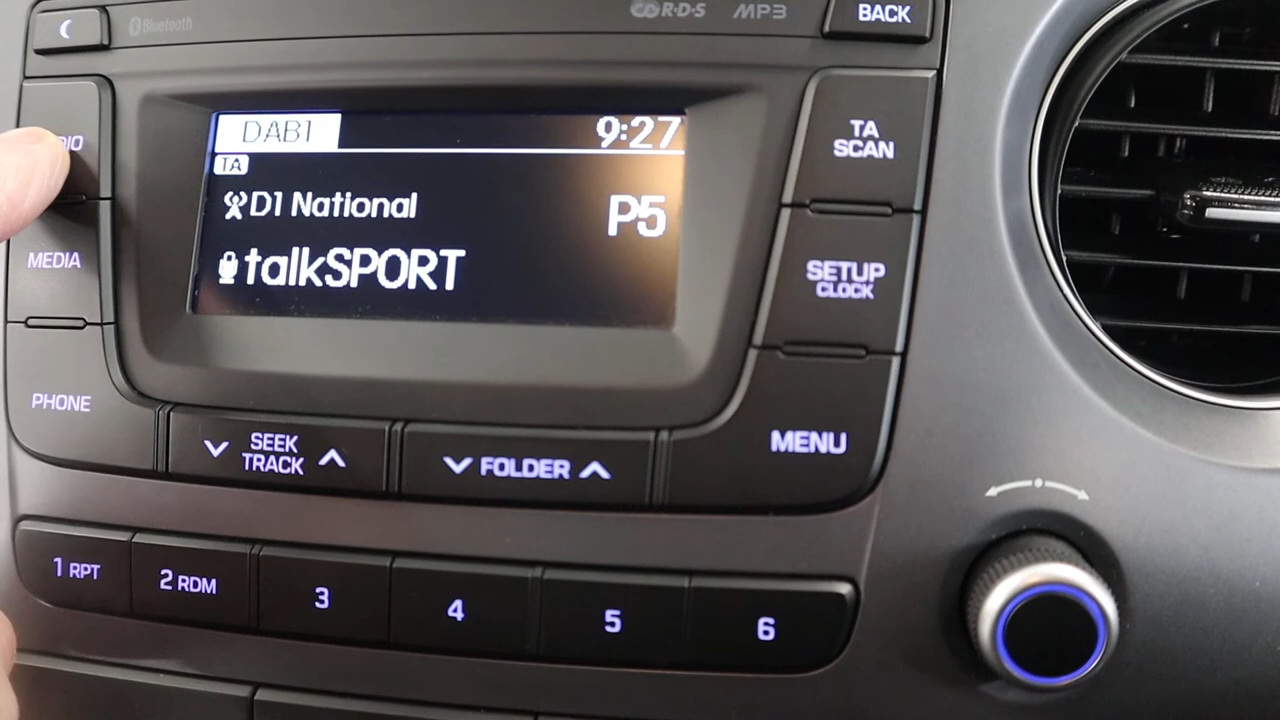 Bluetooth
R·D·S
MP3
BACK
DAB1
9:27
TA
D1 National
P5
talkSPORT
TA
SCAN
SETUP
CLOCK
MENU
MEDIA
PHONE
SEEK
TRACK
FOLDER
1 RPT
2 RDM
3
4
5
6